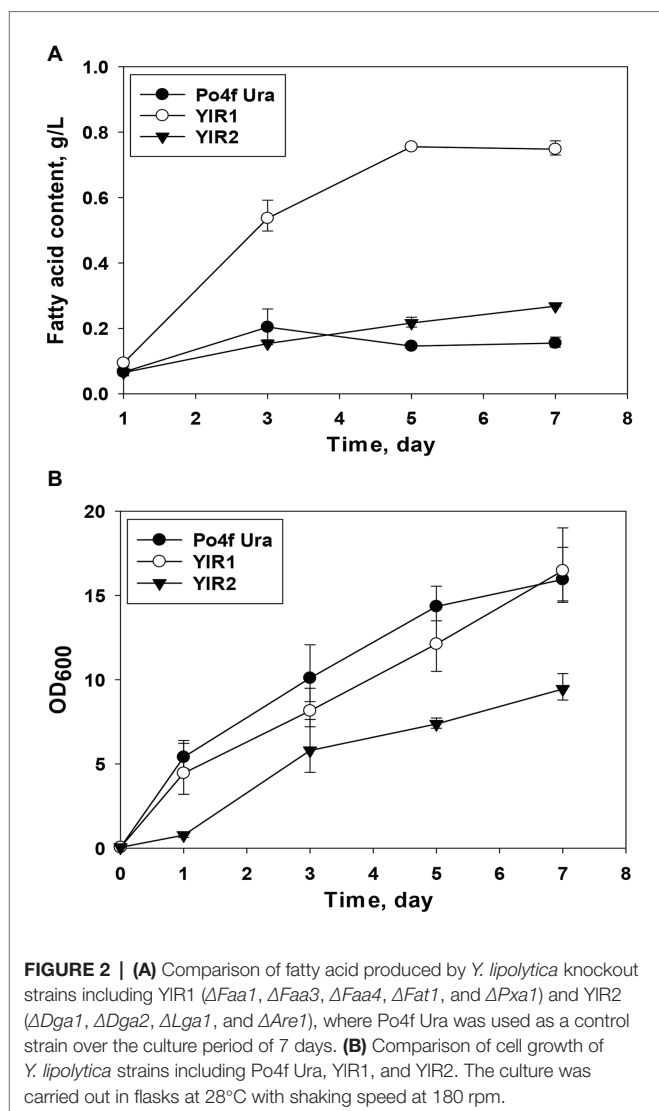 A
1.0
0.8
0.6
0.4
0.2
0.0
Fatty acid content, g/L
Po4f Ura
YlR1
YlR2
1 2 3 4 5 6 7 8
Time, day
B
20
15
10
5
0
OD600
Po4f Ura
YlR1
YlR2
0 1 2 3 4 5 6 7 8
Time, day
FIGURE 2 | (A) Comparison of fatty acid produced by Y. lipolytica knockout
strains including YlR1 (ΔFaa1, ΔFaa3, ΔFaa4, ΔFat1, and ΔPxa1) and YlR2
(ΔDga1, ΔDga2, ΔLga1, and ΔAre1), where Po4f Ura was used as a control
strain over the culture period of 7 days. (B) Comparison of cell growth of
Y. lipolytica strains including Po4f Ura, YlR1, and YlR2. The culture was
carried out in flasks at 28°C with shaking speed at 180 rpm.